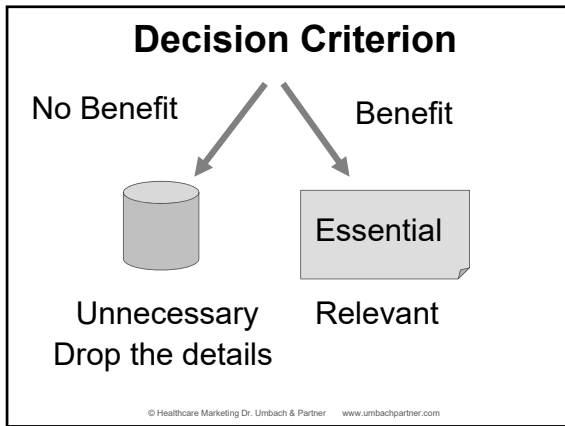 Decision Criterion
No Benefit
Benefit
Essential
Unnecessary
Drop the details
Relevant
© Healthcare Marketing Dr. Umbach & Partner www.umbachpartner.com